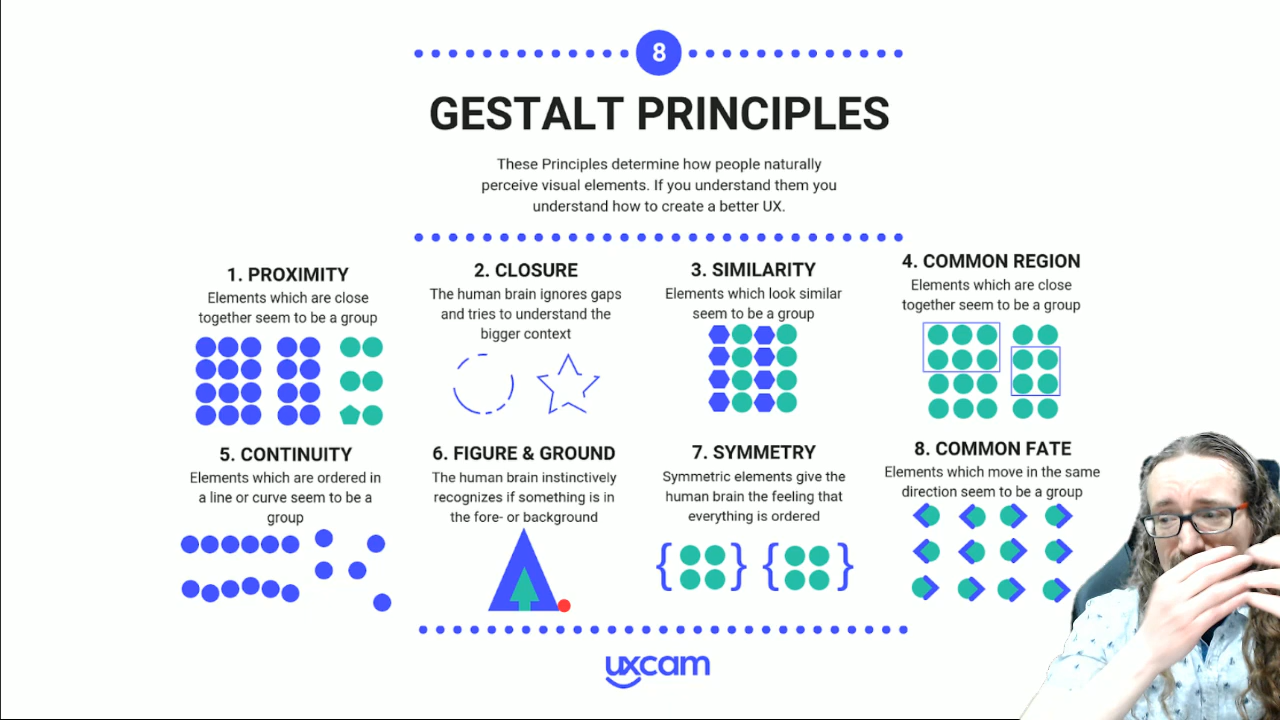 8
GESTALT PRINCIPLES
These Principles determine how people naturally
perceive visual elements. If you understand them you
understand how to create a better UX.
1. PROXIMITY
Elements which are close
together seem to be a group
2. CLOSURE
The human brain ignores gaps
and tries to understand the
bigger context
3. SIMILARITY
Elements which look similar
seem to be a group
4. COMMON REGION
Elements which are close
together seem to be a group
5. CONTINUITY
Elements which are ordered in
a line or curve seem to be a
group
6. FIGURE & GROUND
The human brain instinctively
recognizes if something is in
the fore- or background
7. SYMMETRY
Symmetric elements give the
human brain the feeling that
everything is ordered
8. COMMON FATE
Elements which move in the same
direction seem to be a group
{ } { }
uxcam